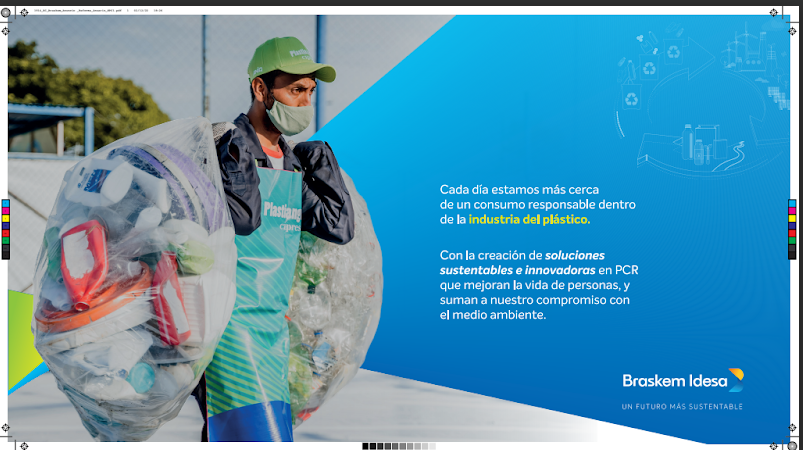 Cada día estamos más cerca
de un consumo responsable dentro
de la industria del plástico.
Con la creación de soluciones
sustentables e innovadoras en PCR
que mejoran la vida de personas, y
suman a nuestro compromiso con
el medio ambiente.
Braskem Idesa
UN FUTURO MÁS SUSTENTABLE